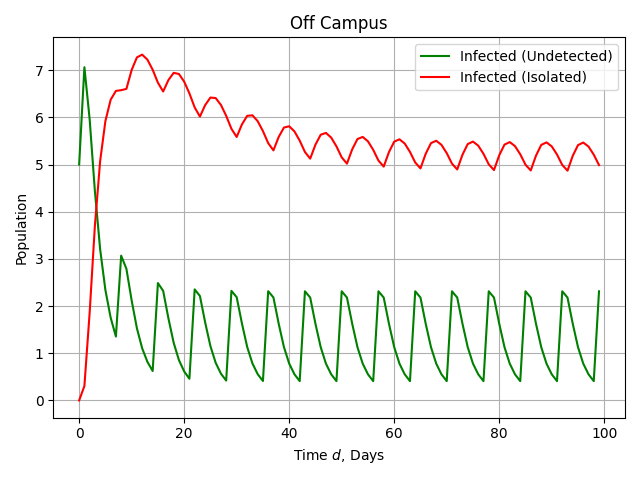 Off Campus
Infected (Undetected)
Infected (Isolated)
Population
7
6
5
4
3
2
1
0
0 20 40 60 80 100
Time d, Days